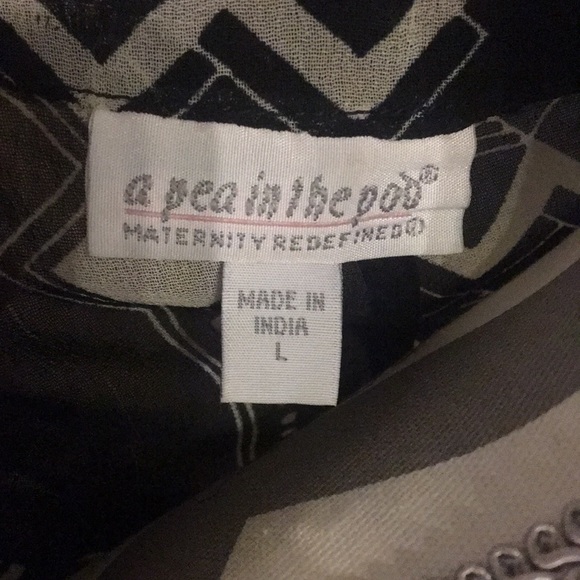 a pea in the pod®
MATERNITY REDEFINED®
MADE IN
INDIA
L